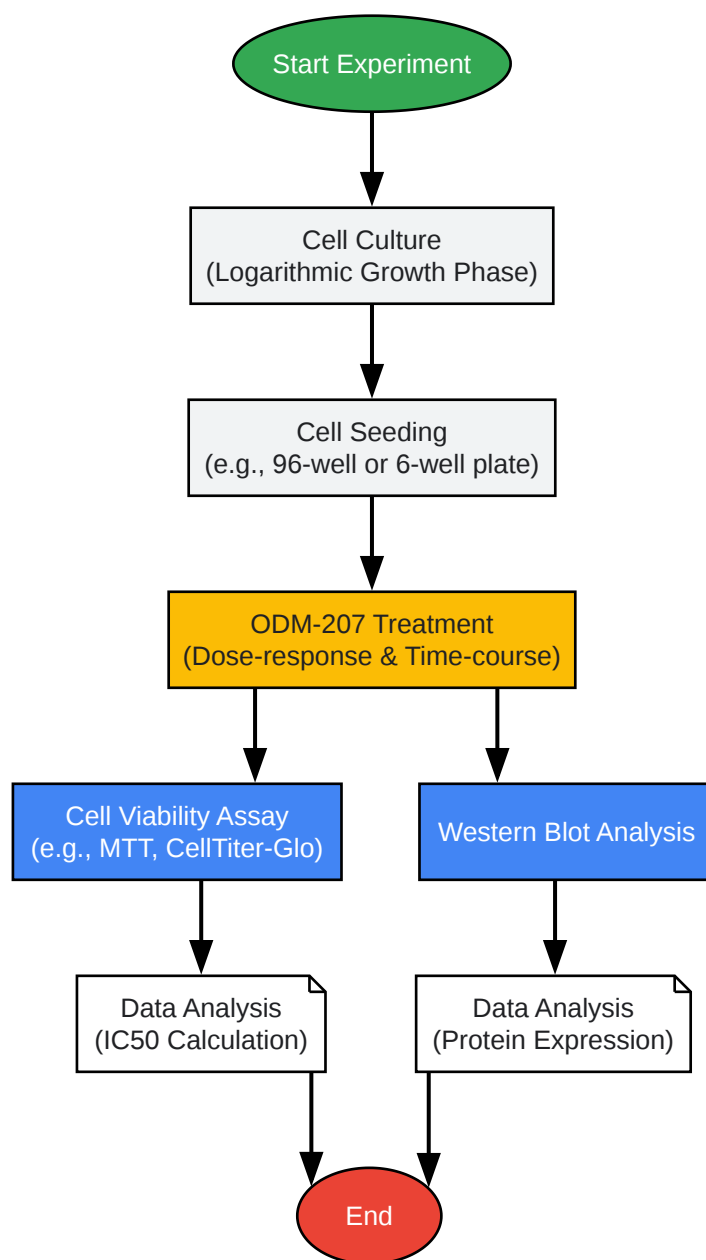 Start Experiment
Cell Culture
(Logarithmic Growth Phase)
Cell Seeding
(e.g., 96-well or 6-well plate)
ODM-207 Treatment
(Dose-response & Time-course)
Cell Viability Assay
(e.g., MTT, CellTiter-Glo)
Western Blot Analysis
Data Analysis
(IC50 Calculation)
Data Analysis
(Protein Expression)
End